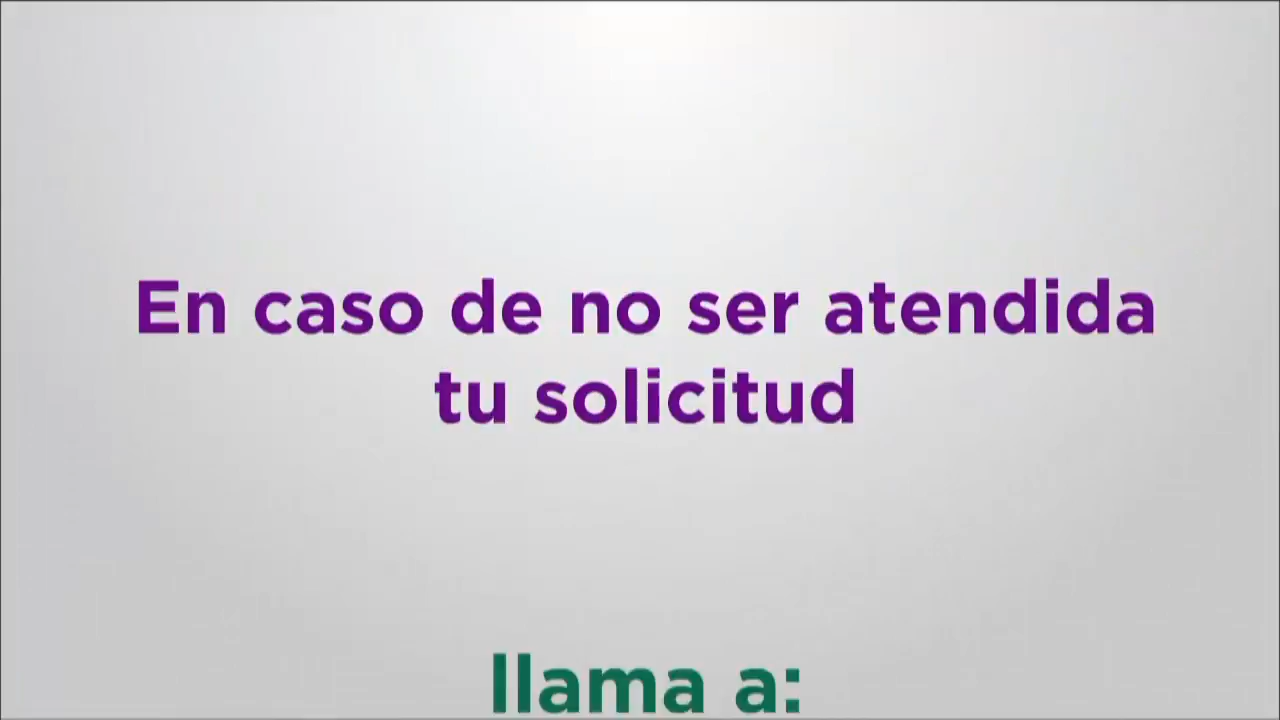 En caso de no ser atendida
tu solicitud
llama a: